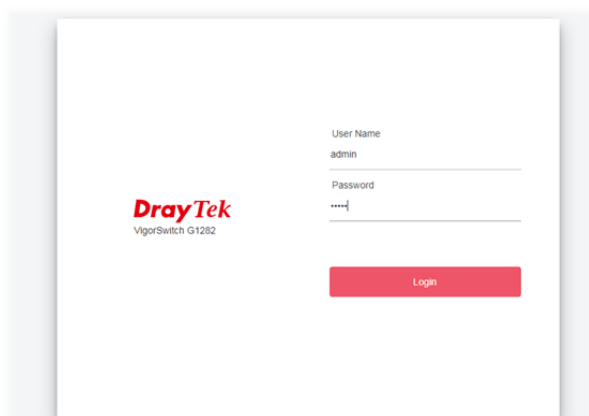 User Name
admin
Password
•••••
DrayTek
VigorSwitch G1282
Login